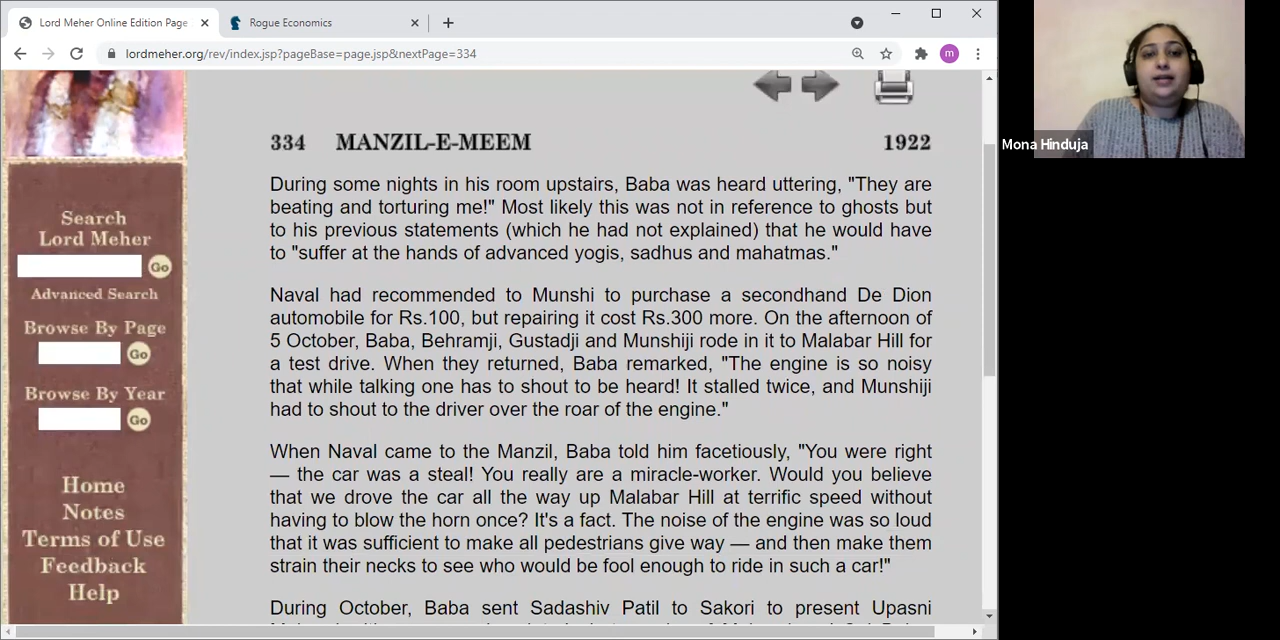 Lord Meher Online Edition Page
Rogue Economics
lordmeher.org/rev/index.jsp?pageBase=page.jsp&nextPage=334
m
Mona Hinduja
Search
Lord Meher
Go
Advanced Search
Browse By Page
Go
Browse By Year
Go
Home
Notes
Terms of Use
Feedback
Help
334 MANZIL-E-MEEM 1922
During some nights in his room upstairs, Baba was heard uttering, "They are
beating and torturing me!" Most likely this was not in reference to ghosts but
to his previous statements (which he had not explained) that he would have
to "suffer at the hands of advanced yogis, sadhus and mahatmas."
Naval had recommended to Munshi to purchase a secondhand De Dion
automobile for Rs.100, but repairing it cost Rs.300 more. On the afternoon of
5 October, Baba, Behramji, Gustadji and Munshiji rode in it to Malabar Hill for
a test drive. When they returned, Baba remarked, "The engine is so noisy
that while talking one has to shout to be heard! It stalled twice, and Munshiji
had to shout to the driver over the roar of the engine."
When Naval came to the Manzil, Baba told him facetiously, "You were right
— the car was a steal! You really are a miracle-worker. Would you believe
that we drove the car all the way up Malabar Hill at terrific speed without
having to blow the horn once? It's a fact. The noise of the engine was so loud
that it was sufficient to make all pedestrians give way — and then make them
strain their necks to see who would be fool enough to ride in such a car!"
During October, Baba sent Sadashiv Patil to Sakori to present Upasni